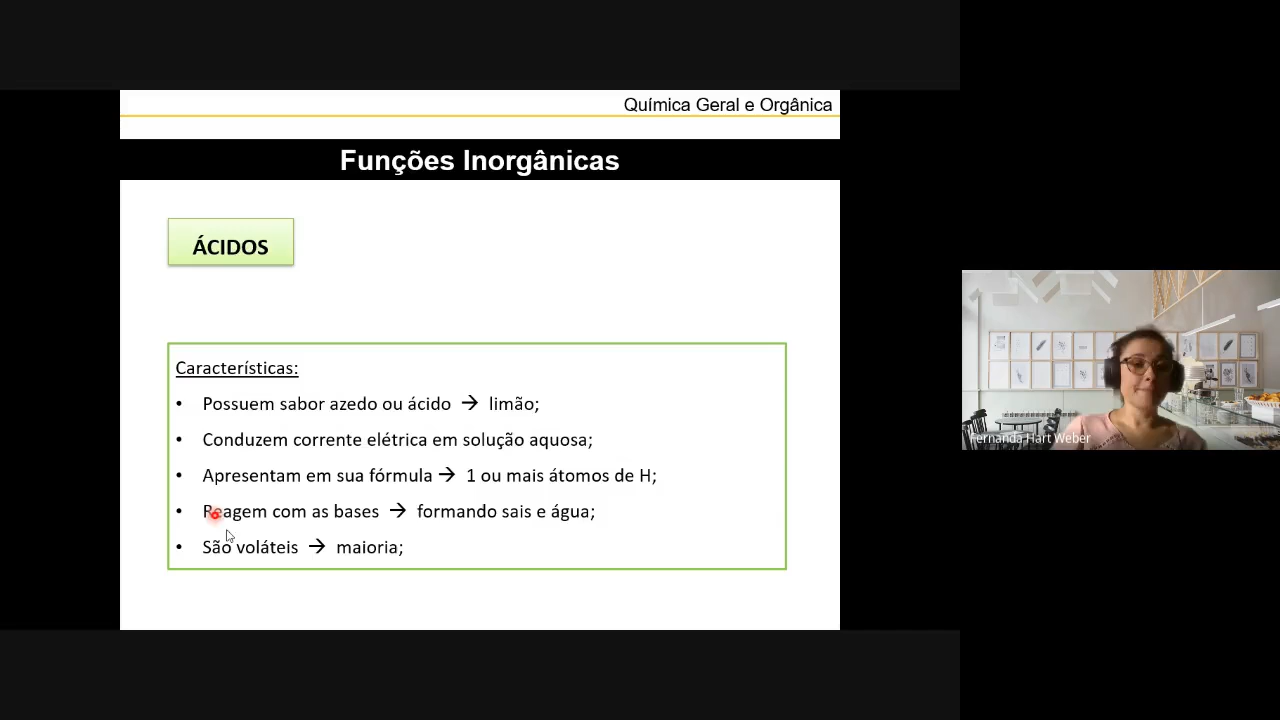 Química Geral e Orgânica
Funções Inorgânicas
ÁCIDOS
Características:
• Possuem sabor azedo ou ácido → limão;
• Conduzem corrente elétrica em solução aquosa;
• Apresentam em sua fórmula → 1 ou mais átomos de H;
• Reagem com as bases → formando sais e água;
• São voláteis → maioria;
Fernanda Hart Weber